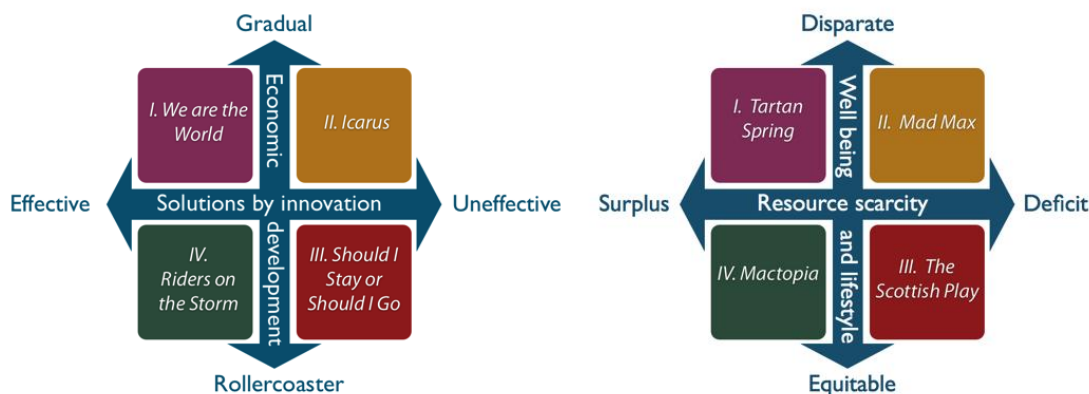 Gradual
I. We are the
World
II. Icarus
Economic
development
Effective
Solutions by innovation
Uneffective
IV.
Riders on
the Storm
III. Should I
Stay or
Should I Go
Rollercoaster
Disparate
I. Tartan
Spring
II. Mad Max
Well being
and lifestyle
Surplus
Resource scarcity
Deficit
IV. Mactopia
III. The
Scottish Play
Equitable